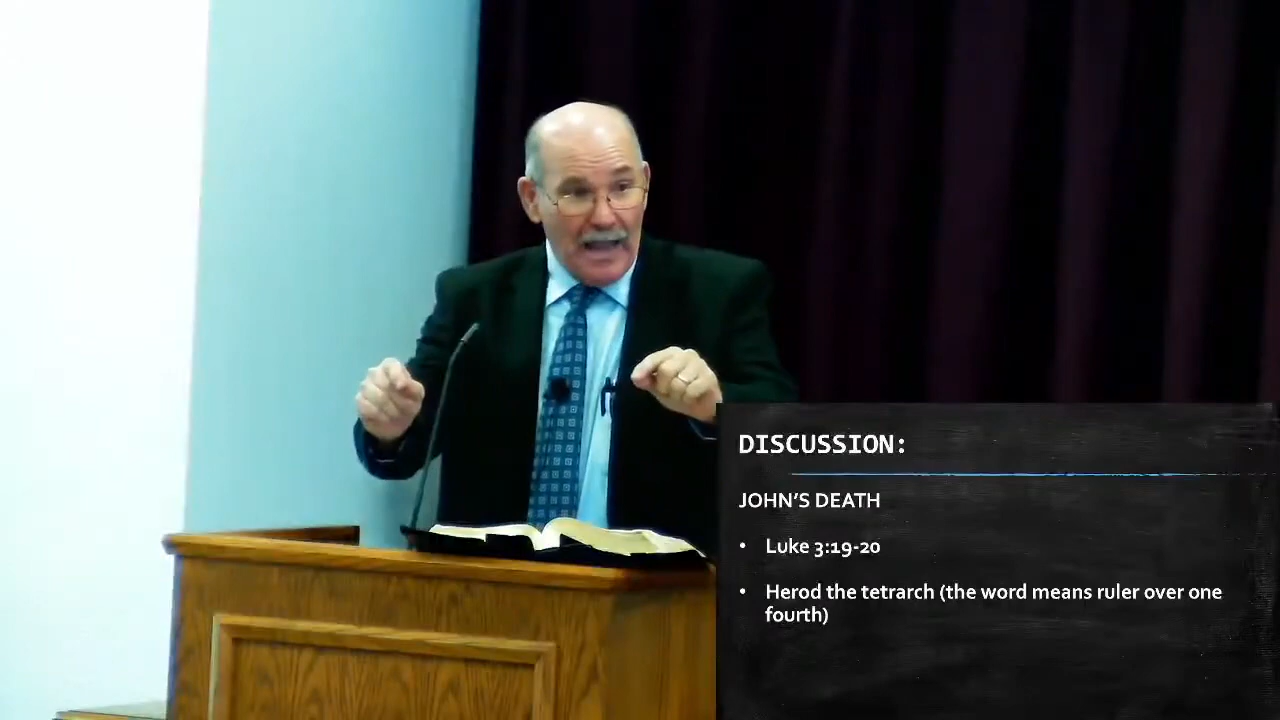 DISCUSSION:
JOHN'S DEATH
• Luke 3:19-20
• Herod the tetrarch (the word means ruler over one
fourth)